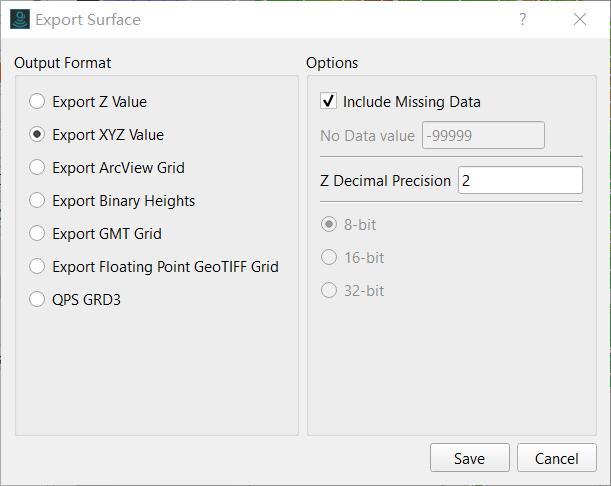 Export Surface
Output Format
Export Z Value
Export XYZ Value
Export ArcView Grid
Export Binary Heights
Export GMT Grid
Export Floating Point GeoTIFF Grid
QPS GRD3
Options
Include Missing Data
No Data value -99999
Z Decimal Precision 2
8-bit
16-bit
32-bit
Save Cancel